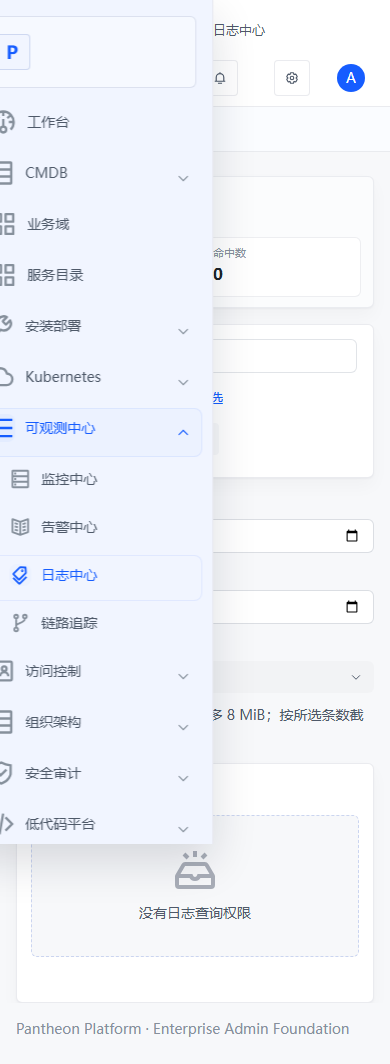 日志中心
P
A
工作台
CMDB
业务域
命中数
0
服务目录
安装部署
Kubernetes
选
可观测中心
监控中心
告警中心
日志中心
链路追踪
访问控制
多 8 MiB；按所选条数截
组织架构
安全审计
低代码平台
没有日志查询权限
Pantheon Platform · Enterprise Admin Foundation